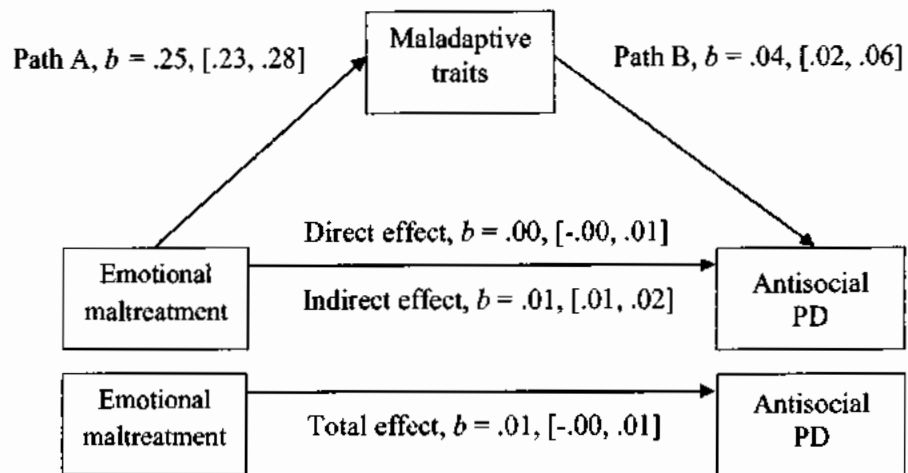 Path A, b = .25, [.23, .28]
Maladaptive
traits
Path B, b = .04, [.02, .06]
Direct effect, b = .00, [-.00, .01]
Emotional
maltreatment
Indirect effect, b = .01, [.01, .02]
Antisocial
PD
Emotional
maltreatment
Total effect, b = .01, [-.00, .01]
Antisocial
PD